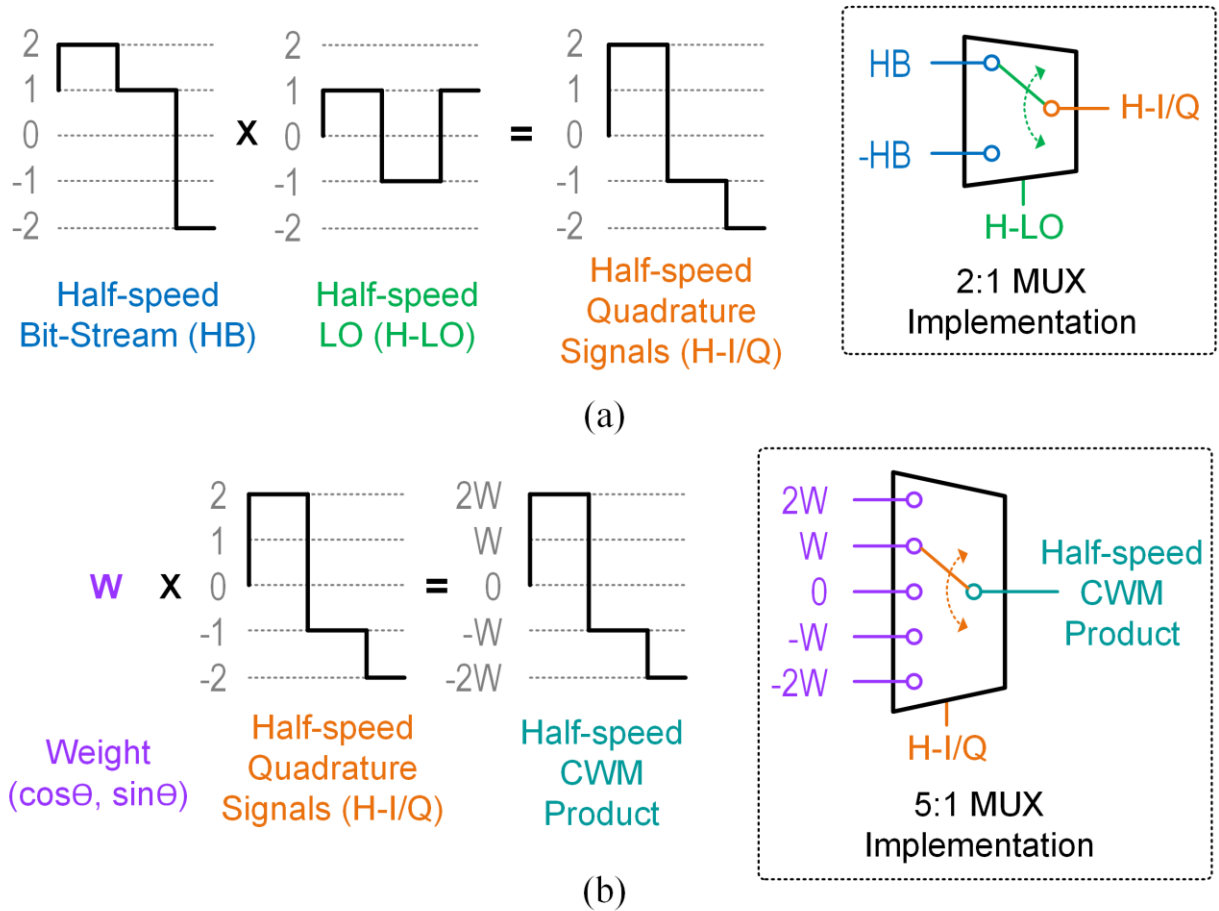 2
1
0
-1
-2
x
2
1
0
-1
-2
=
2
1
0
-1
-2
Half-speed
Bit-Stream (HB)
Half-speed
LO (H-LO)
Half-speed
Quadrature
Signals (H-I/Q)
HB
-HB
H-I/Q
H-LO
2:1 MUX
Implementation
(a)
W
x
2
1
0
-1
-2
=
2W
W
0
-W
-2W
Weight
(cosΘ, sinΘ)
Half-speed
Quadrature
Signals (H-I/Q)
Half-speed
CWM
Product
2W
W
0
-W
-2W
Half-speed
CWM
Product
H-I/Q
5:1 MUX
Implementation
(b)